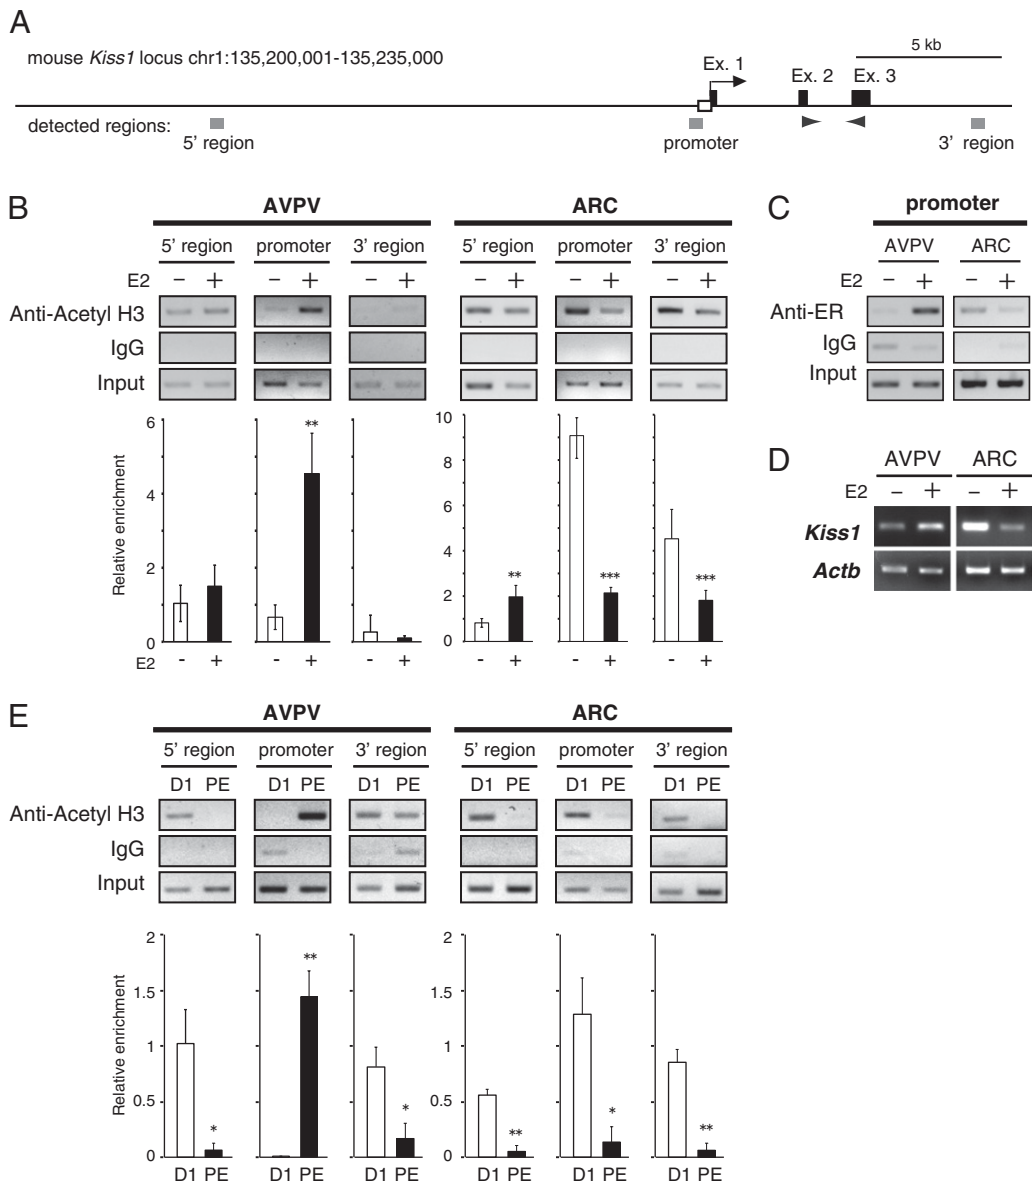 A
mouse Kiss1 locus chr1:135,200,001-135,235,000
5 kb
Ex. 1
Ex. 2
Ex. 3
detected regions:
5' region
promoter
3' region
B
AVPV
ARC
5' region promoter 3' region 5' region promoter 3' region
E2 – + – + – + – + – + – +
Anti-Acetyl H3
IgG
Input
Relative enrichment
6
4
2
0
**
10
8
6
4
2
0
**
***
***
E2 - + - + - + - + - + - +
C
promoter
AVPV ARC
E2 – + – +
Anti-ER
IgG
Input
D
AVPV ARC
E2 – + – +
Kiss1
Actb
E
AVPV
ARC
5' region promoter 3' region 5' region promoter 3' region
D1 PE D1 PE D1 PE D1 PE D1 PE D1 PE
Anti-Acetyl H3
IgG
Input
Relative enrichment
2
1.5
1
0.5
0
*
**
*
2
1.5
1
0.5
0
**
*
**
D1 PE D1 PE D1 PE D1 PE D1 PE D1 PE